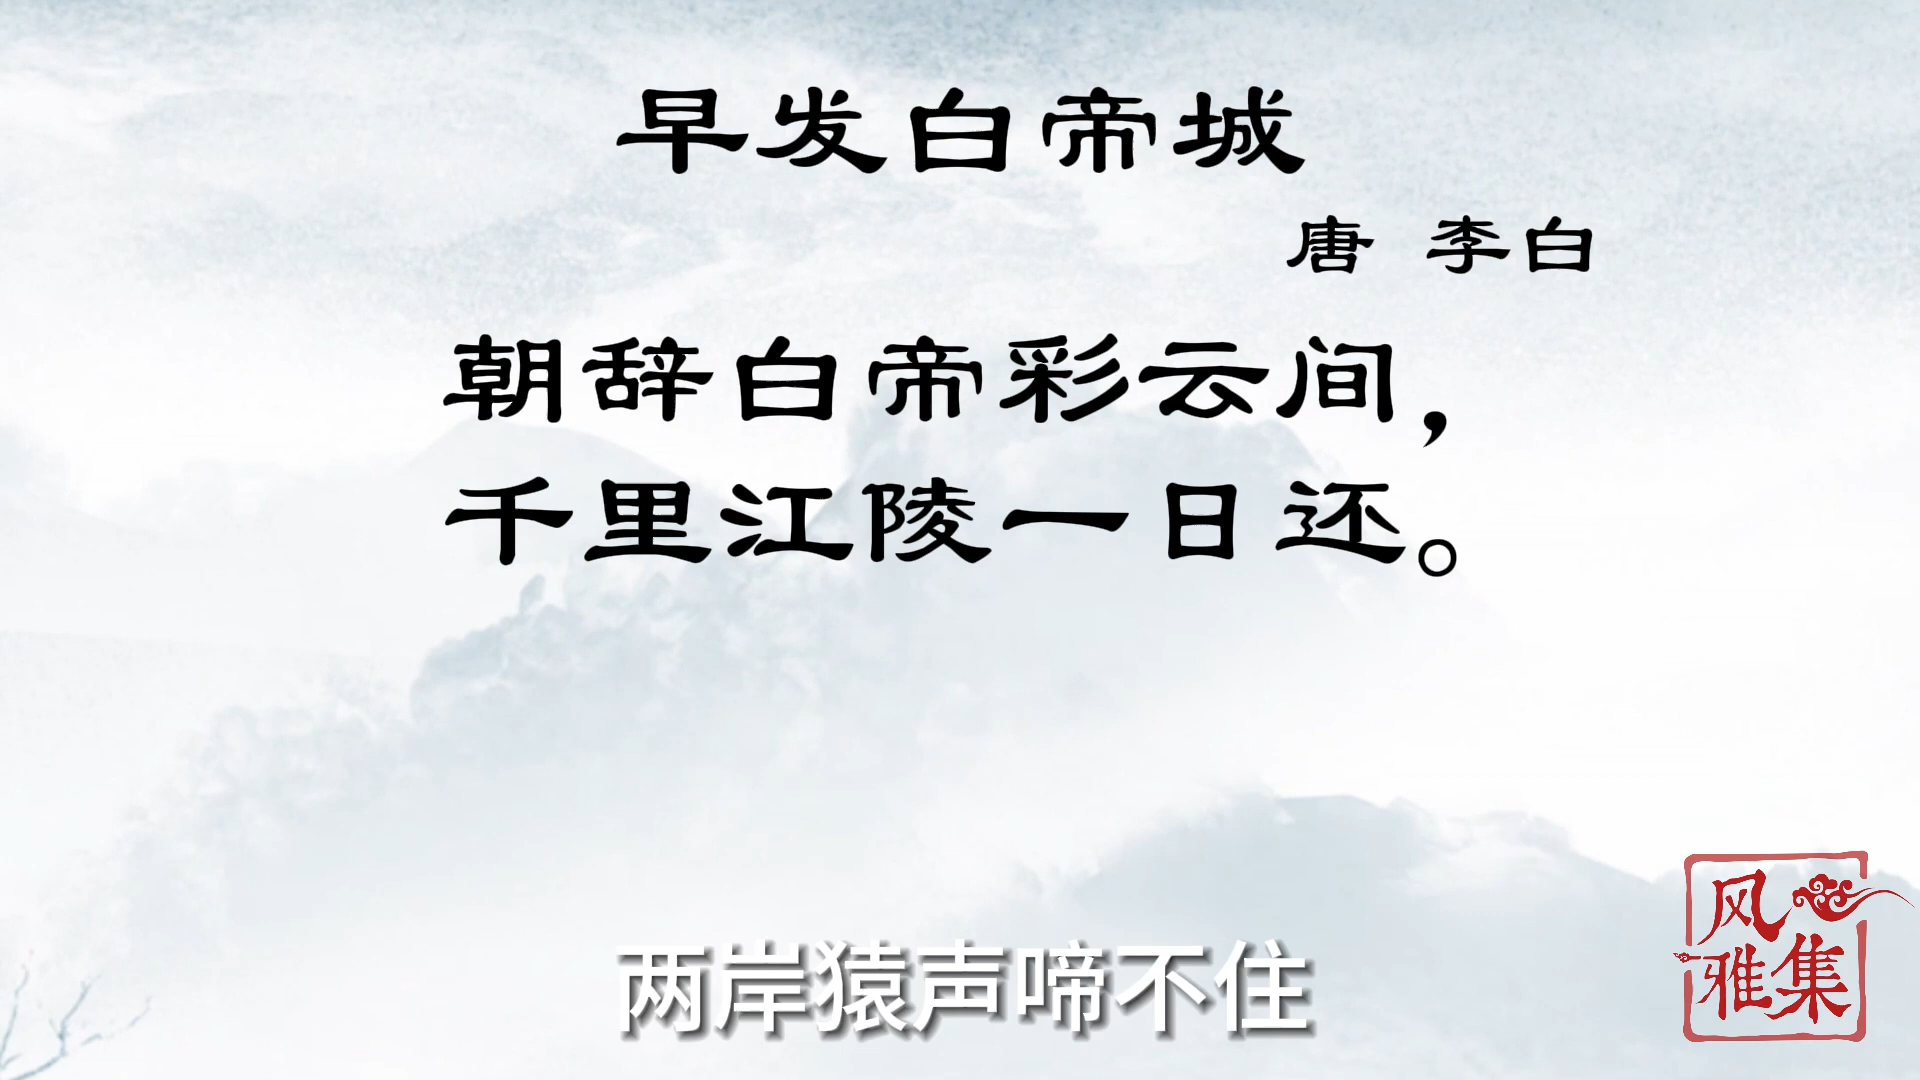 早发白帝城
唐 李白
朝辞白帝彩云间，
千里江陵一日还。
两岸猿声啼不住
风
雅集